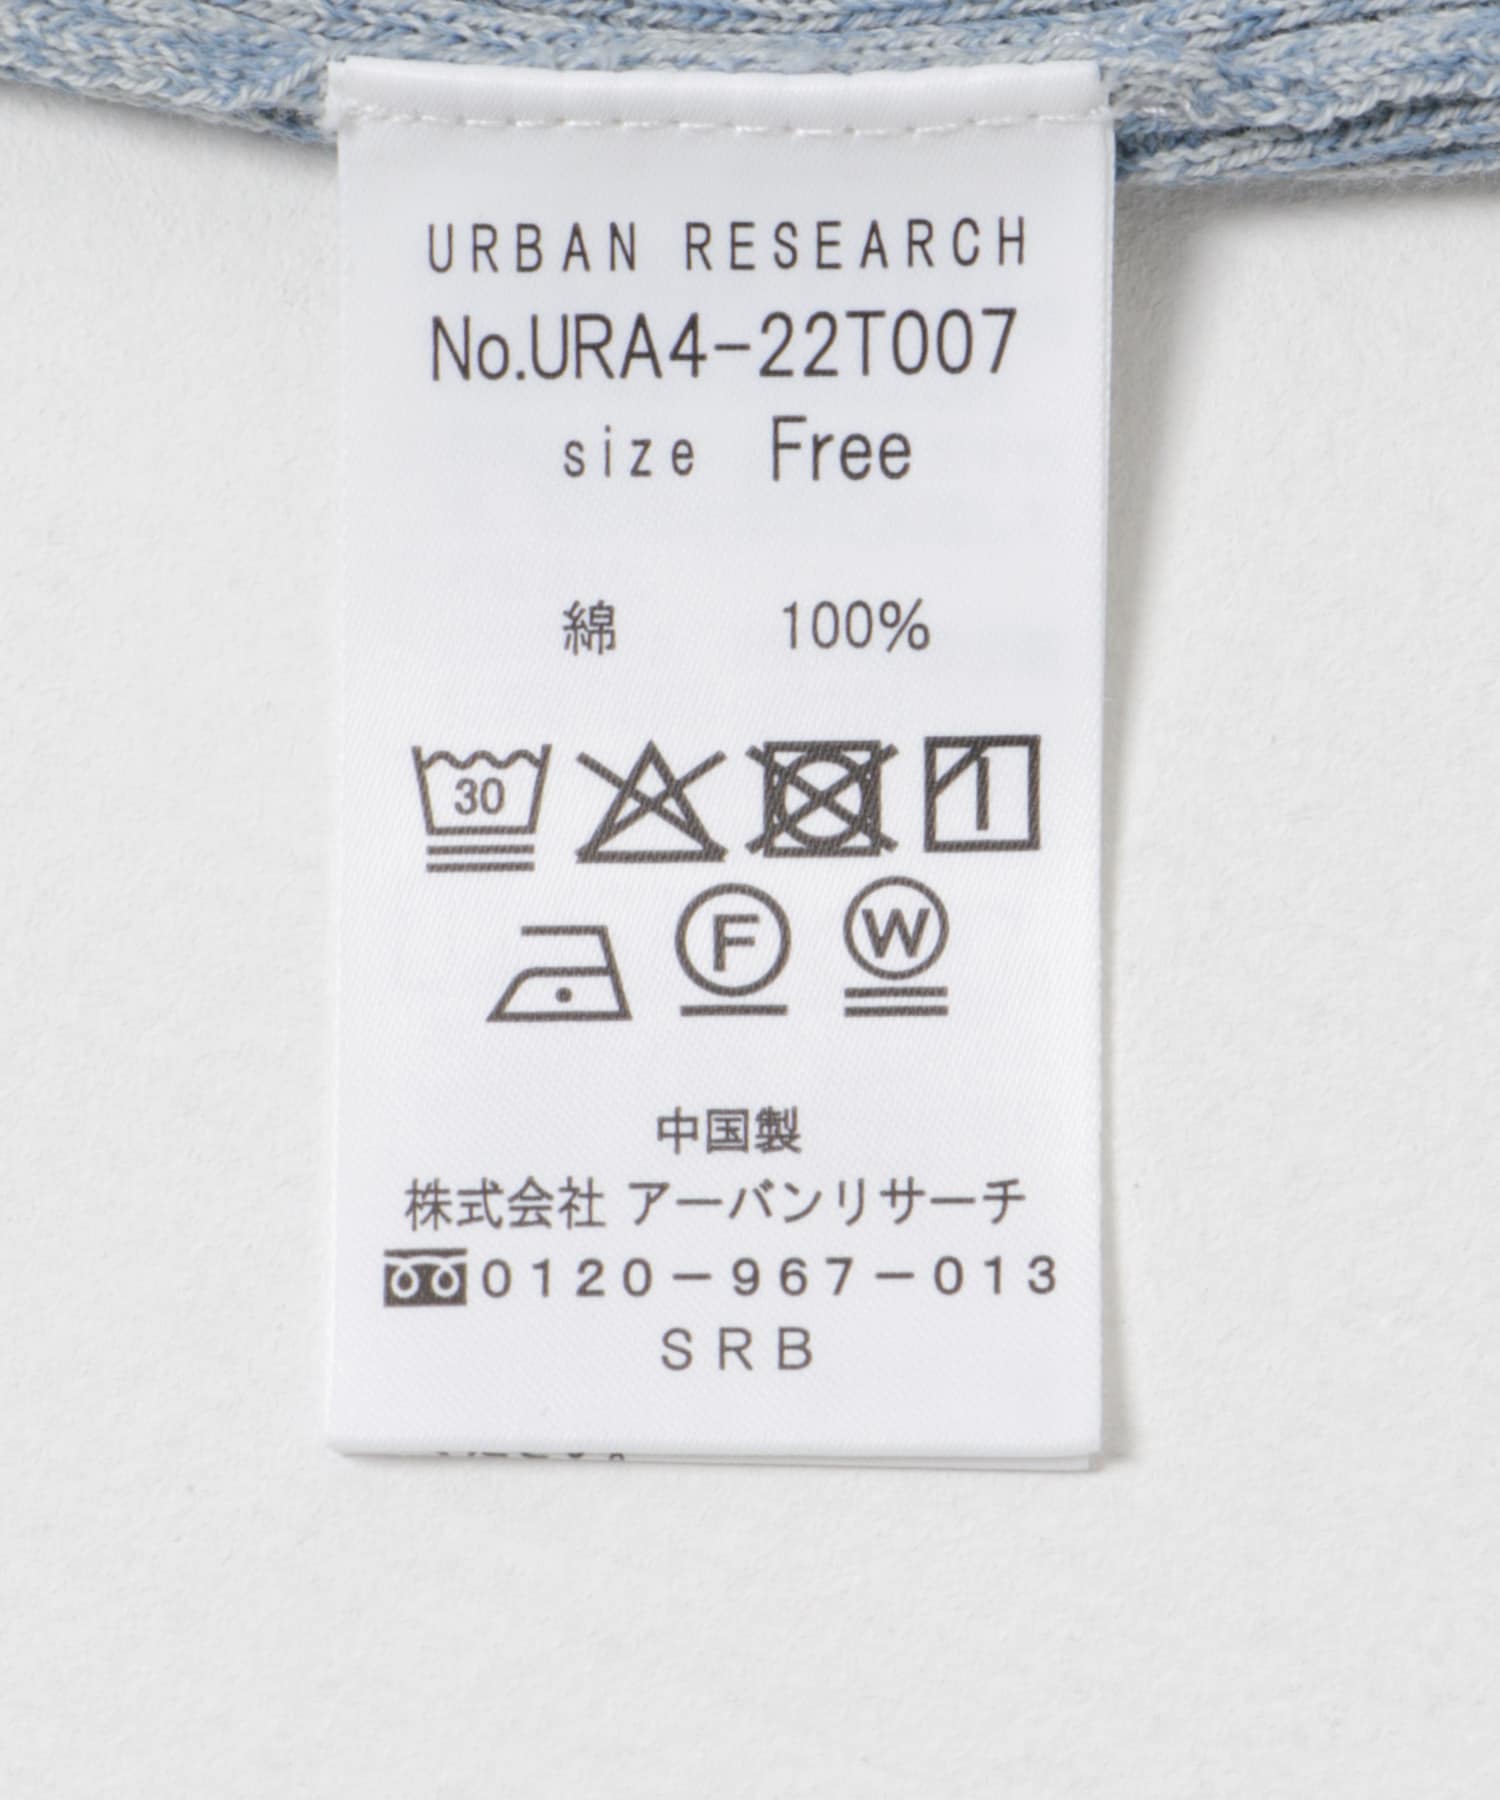 URBAN RESEARCH
No.URA4-22T007
size Free
綿 100%
30
F W
中国製
株式会社 アーバンリサーチ
0120-967-013
SRB